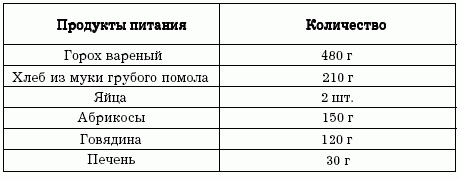 Продукты питания Количество
Горох вареный 480 г
Хлеб из муки грубого помола 210 г
Яйца 2 шт.
Абрикосы 150 г
Говядина 120 г
Печень 30 г